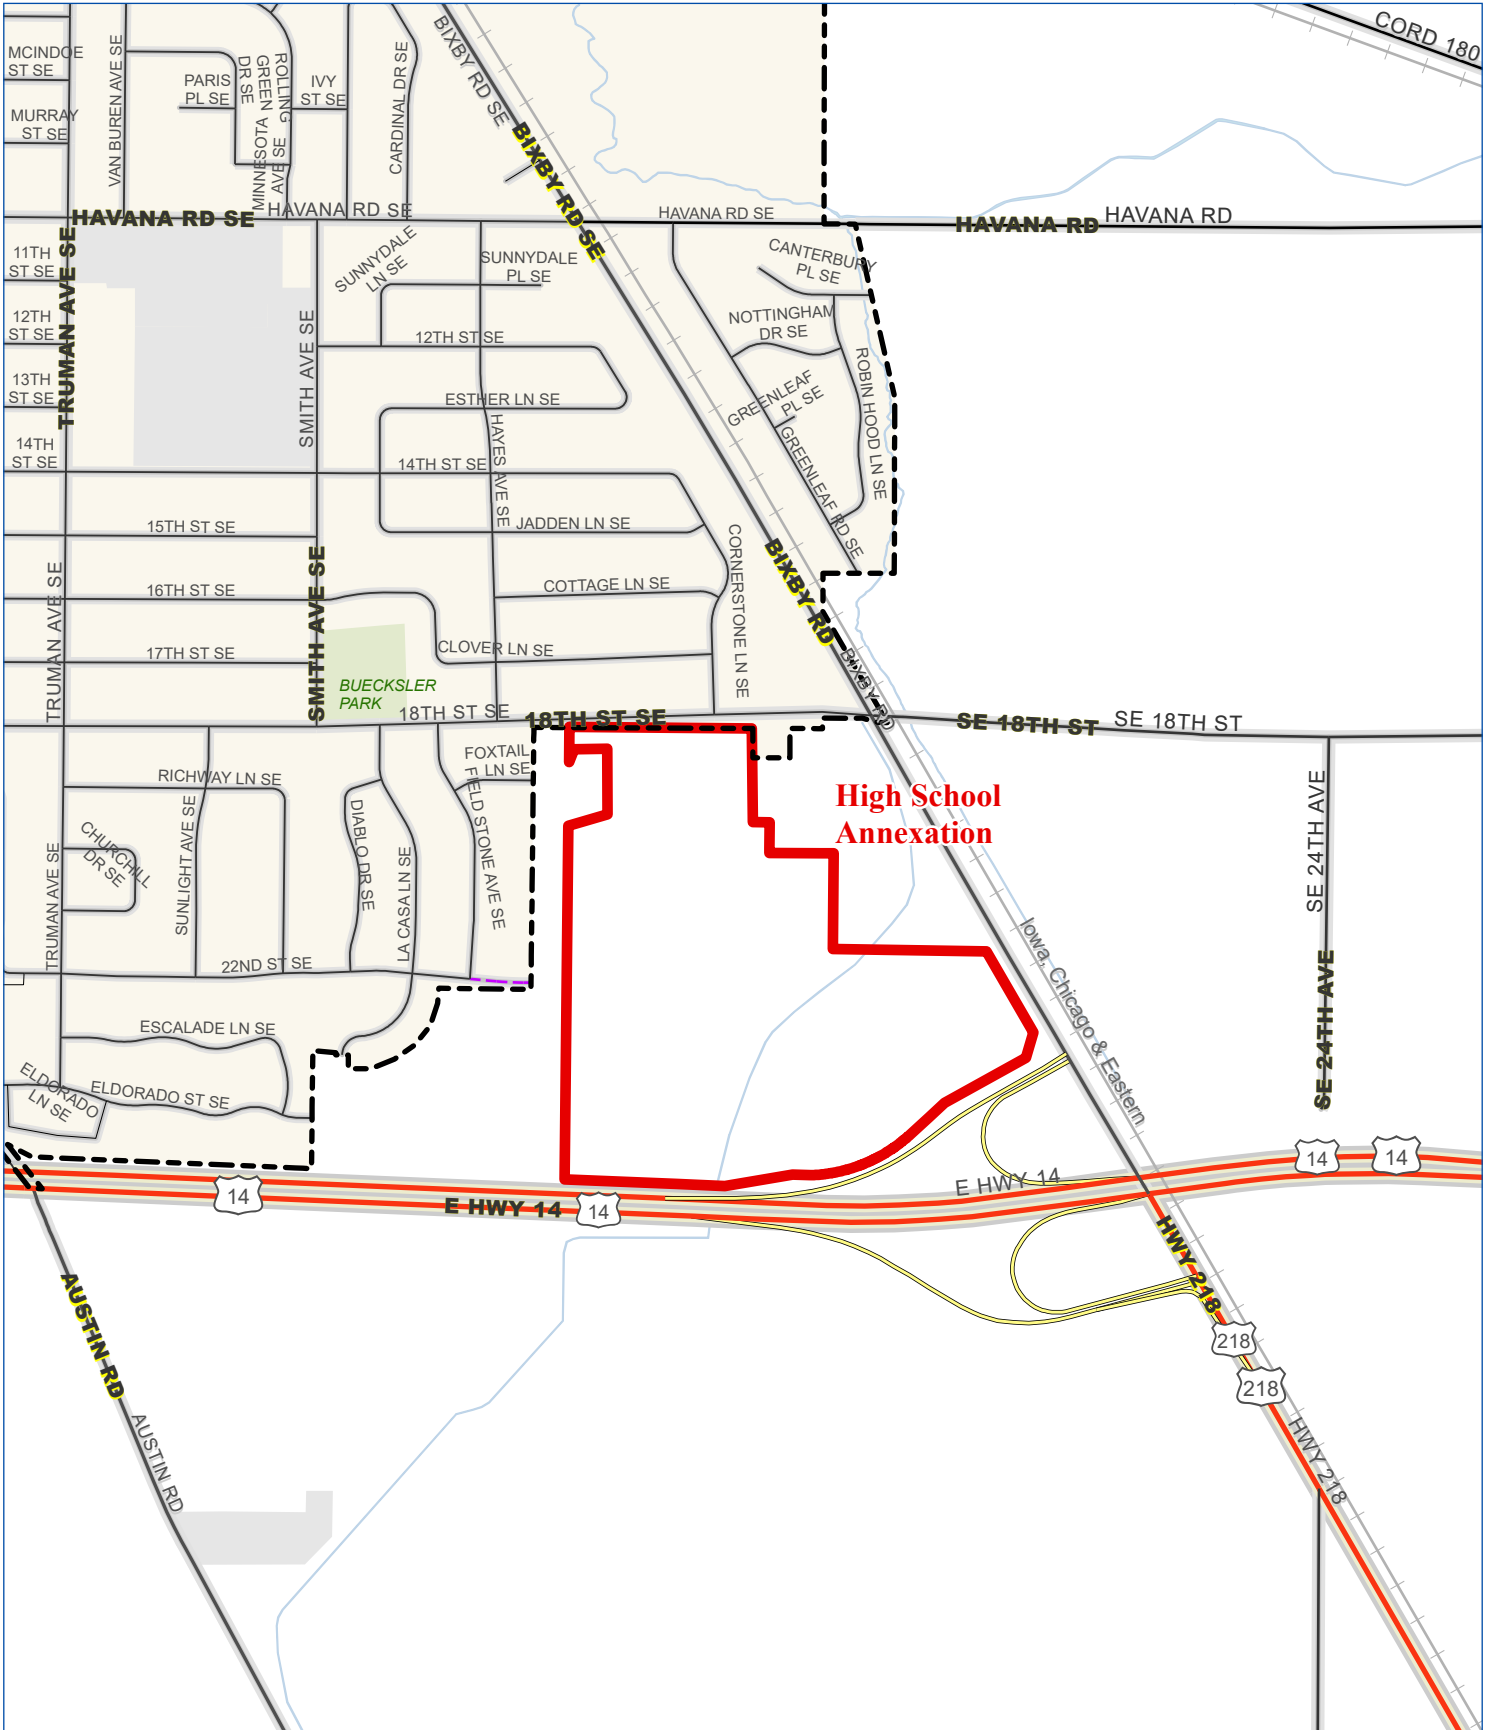 CORD 180
MCINDOE
ST SE
VAN BUREN AVE SE
PARIS
PL SE
MINNESOTA
DR SE
ROLLING
GREEN
AVE SE
IVY
ST SE
CARDINAL DR SE
BIXBY RD SE
BIXBY RD SE
MURRAY
ST SE
HAVANA RD SE
HAVANA RD SE
HAVANA RD SE
HAVANA RD
HAVANA RD
11TH
ST SE
TRUMAN AVE SE
SUNNYDALE
LN SE
SUNNYDALE
PL SE
CANTERBURY
PL SE
12TH
ST SE
SMITH AVE SE
12TH ST SE
NOTTINGHAM
DR SE
ROBIN HOOD LN SE
13TH
ST SE
ESTHER LN SE
GREENLEAF
PL SE
HAYES AVE SE
GREENLEAF RD SE
14TH
ST SE
14TH ST SE
15TH ST SE
JADDEN LN SE
CORNERSTONE LN SE
BIXBY RD
SMITH AVE SE
TRUMAN AVE SE
16TH ST SE
COTTAGE LN SE
17TH ST SE
CLOVER LN SE
BIXBY RD
BUECKSLER
PARK
18TH ST SE
18TH ST SE
SE 18TH ST
SE 18TH ST
FOXTAIL
LN SE
RICHWAY LN SE
SUNLIGHT AVE SE
DIABLO DR SE
LA CASA LN SE
FIELD STONE AVE SE
High School
Annexation
SE 24TH AVE
CHURCHILL
DR SE
TRUMAN AVE SE
22ND ST SE
Iowa, Chicago & Eastern
SE 24TH AVE
ESCALADE LN SE
ELDORADO
LN SE
ELDORADO ST SE
14
14
14
14
E HWY 14
E HWY 14
HWY 218
AUSTIN RD
218
218
AUSTIN RD
HWY 218